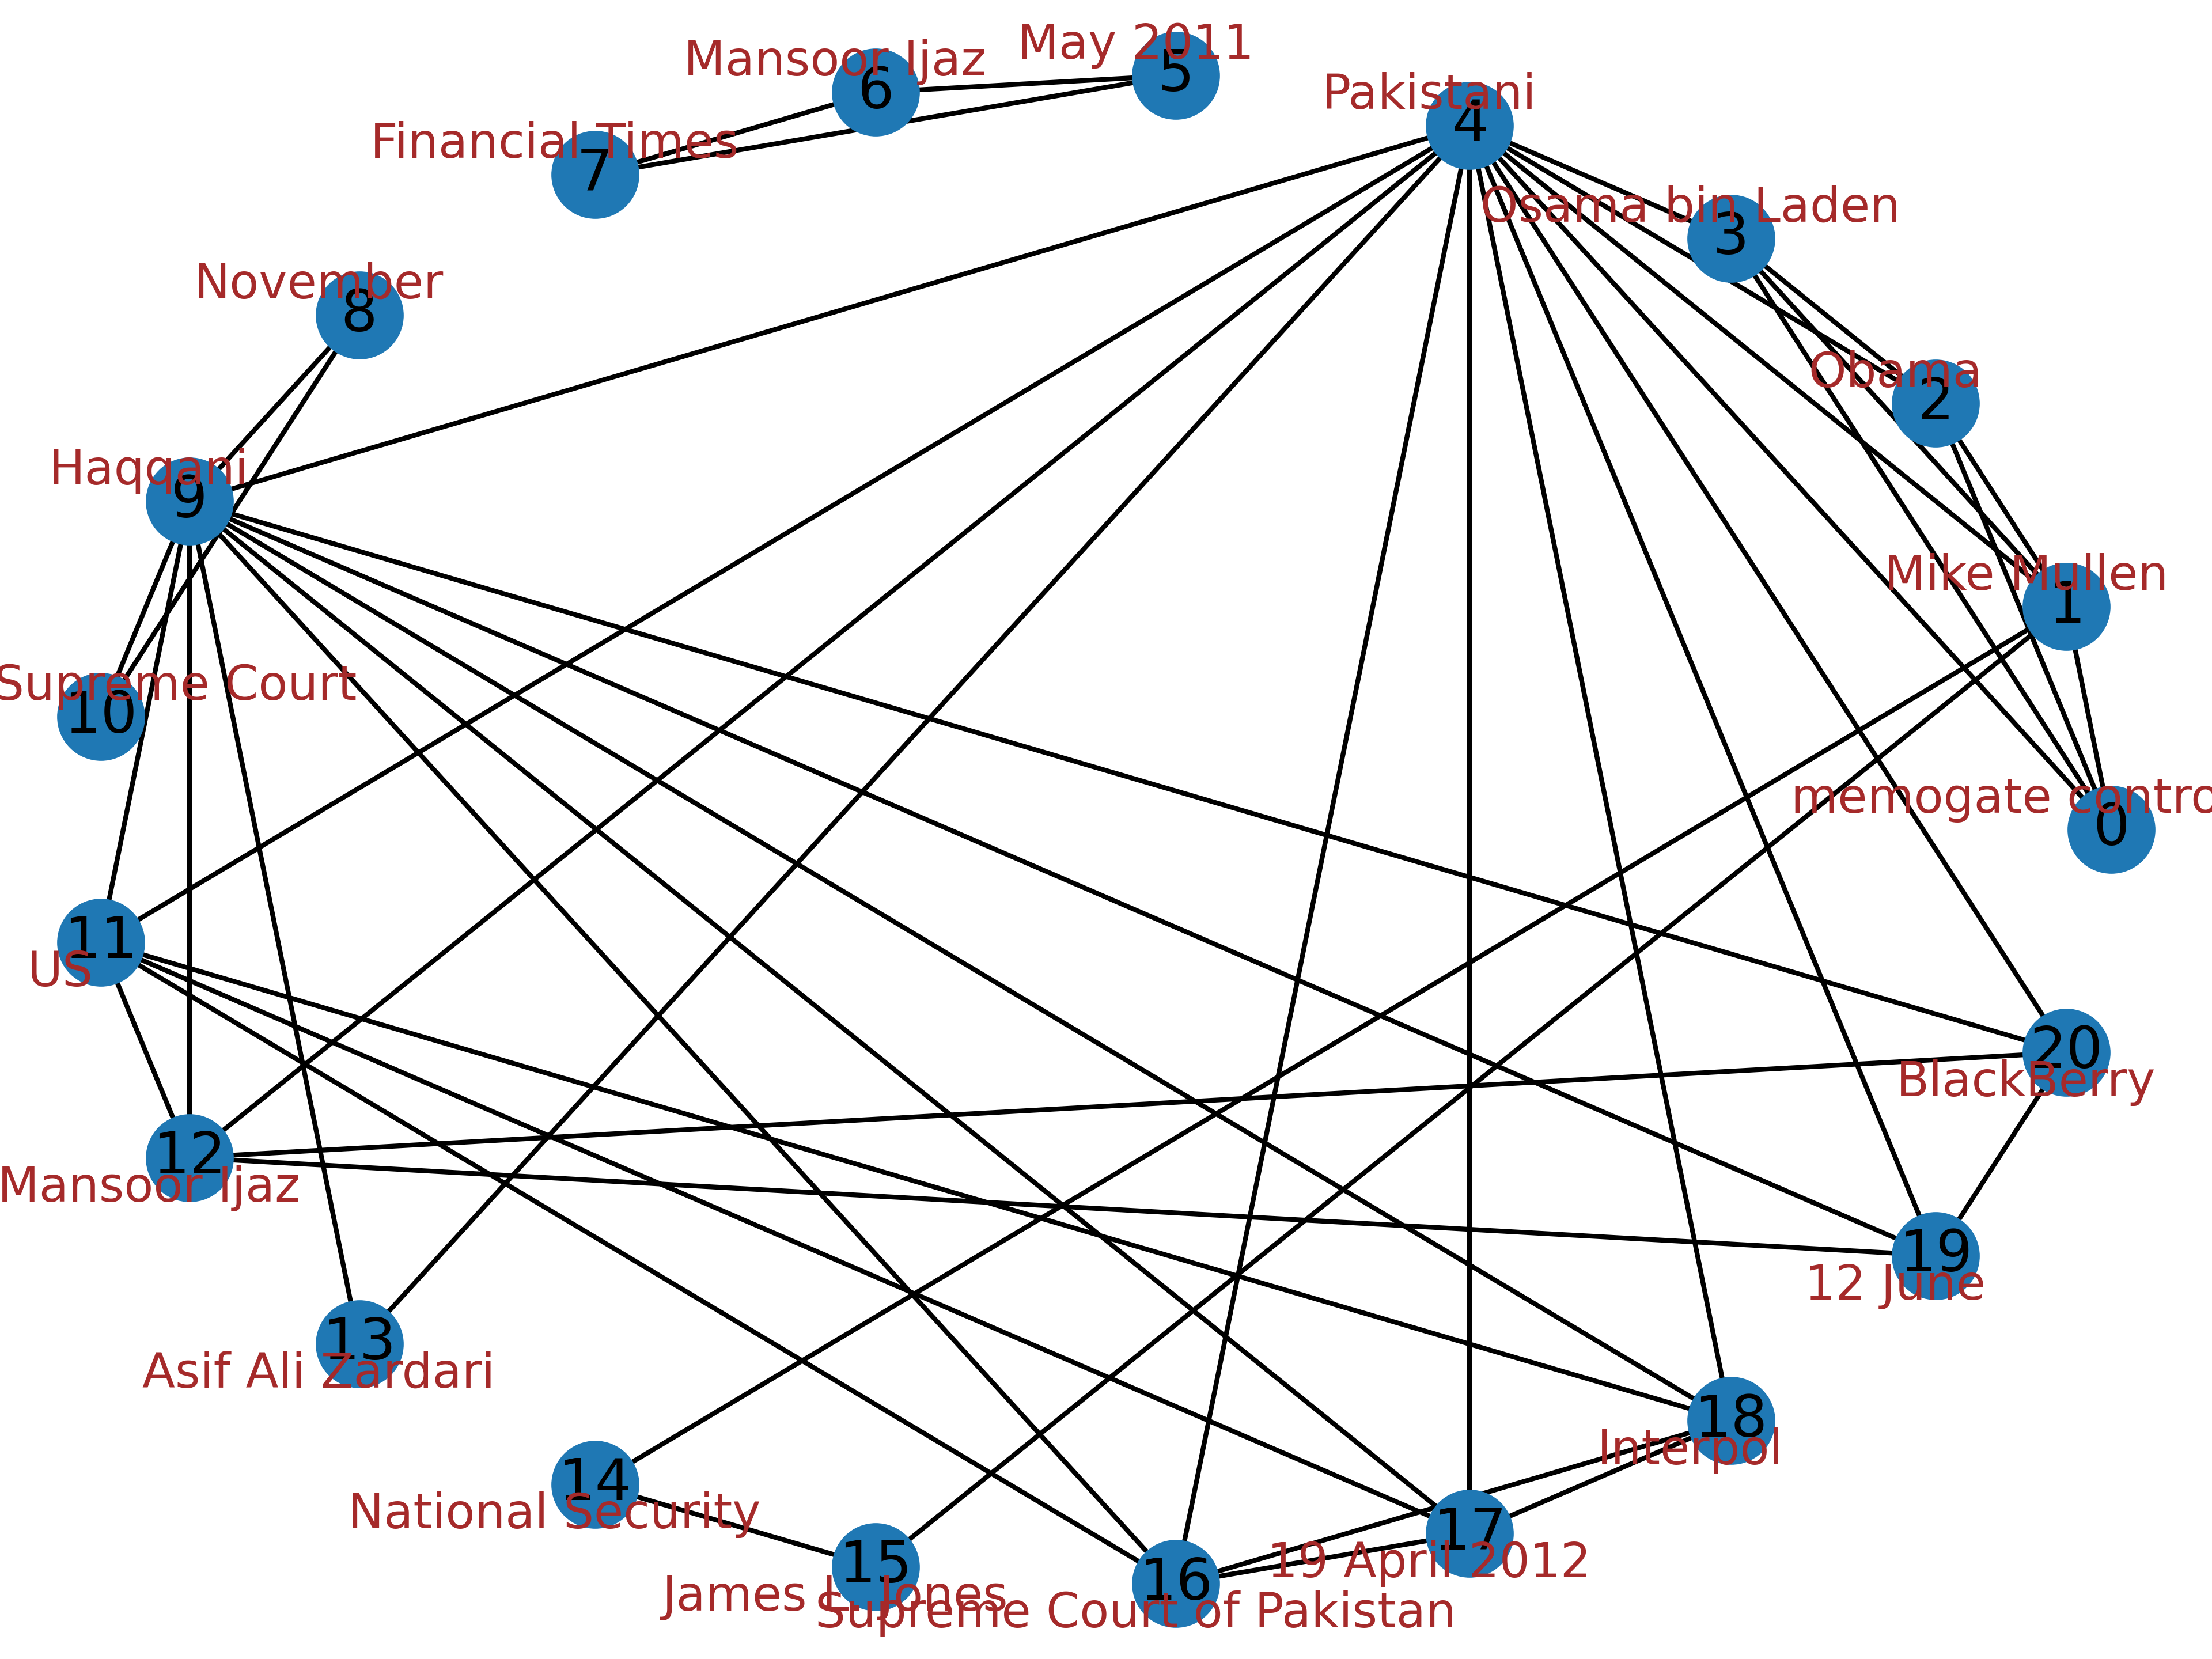 May 2011
5
Mansoor Ijaz
6
Pakistani
4
Financial Times
7
Osama bin Laden
3
November
8
Obama
2
Haqqani
9
Mike Mullen
1
Supreme Court
10
memogate contro
0
11
US
20
BlackBerry
12
Mansoor Ijaz
19
12 June
13
Asif Ali Zardari
18
Interpol
14
National Security
17
19 April 2012
15
James L. Jones
16
Supreme Court of Pakistan